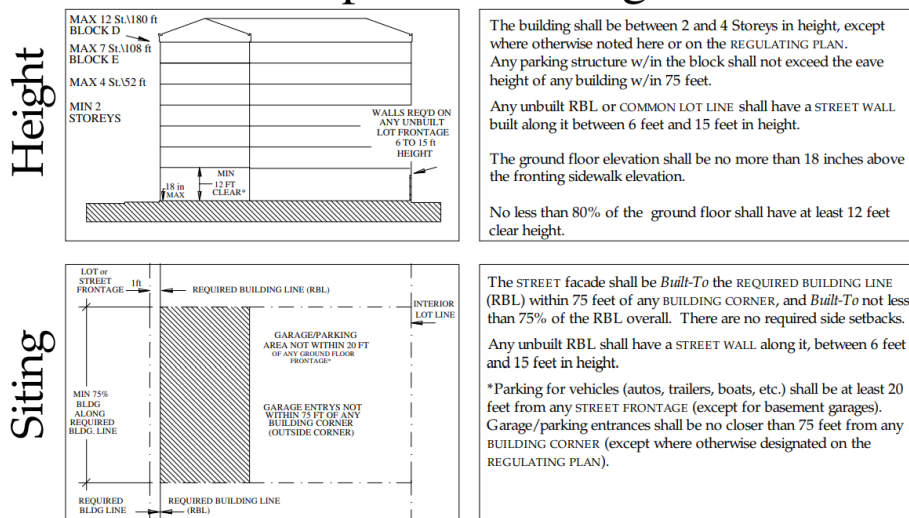 Height
MAX 12 St.\180 ft
BLOCK D
MAX 7 St.\108 ft
BLOCK E
MAX 4 St.\52 ft
MIN 2
STOREYS
WALLS REQ'D ON
ANY UNBUILT
LOT FRONTAGE
6 TO 15 ft
HEIGHT
18 in
MAX
MIN
12 FT
CLEAR*
The building shall be between 2 and 4 Storeys in height, except
where otherwise noted here or on the REGULATING PLAN.
Any parking structure w/in the block shall not exceed the eave
height of any building w/in 75 feet.
Any unbuilt RBL or COMMON LOT LINE shall have a STREET WALL
built along it between 6 feet and 15 feet in height.
The ground floor elevation shall be no more than 18 inches above
the fronting sidewalk elevation.
No less than 80% of the ground floor shall have at least 12 feet
clear height.
Siting
LOT or
STREET
FRONTAGE
1ft
REQUIRED BUILDING LINE (RBL)
INTERIOR
LOT LINE
GARAGE/PARKING
AREA NOT WITHIN 20 FT
OF ANY GROUND FLOOR
FRONTAGE*
MIN 75%
BLDG
ALONG
REQUIRED
BLDG. LINE
GARAGE ENTRYS NOT
WITHIN 75 FT OF ANY
BUILDING CORNER
(OUTSIDE CORNER)
REQUIRED
BLDG LINE
REQUIRED BUILDING LINE
(RBL)
The STREET facade shall be Built-To the REQUIRED BUILDING LINE
(RBL) within 75 feet of any BUILDING CORNER, and Built-To not less
than 75% of the RBL overall. There are no required side setbacks.
Any unbuilt RBL shall have a STREET WALL along it, between 6 feet
and 15 feet in height.
*Parking for vehicles (autos, trailers, boats, etc.) shall be at least 20
feet from any STREET FRONTAGE (except for basement garages).
Garage/parking entrances shall be no closer than 75 feet from any
BUILDING CORNER (except where otherwise designated on the
REGULATING PLAN).